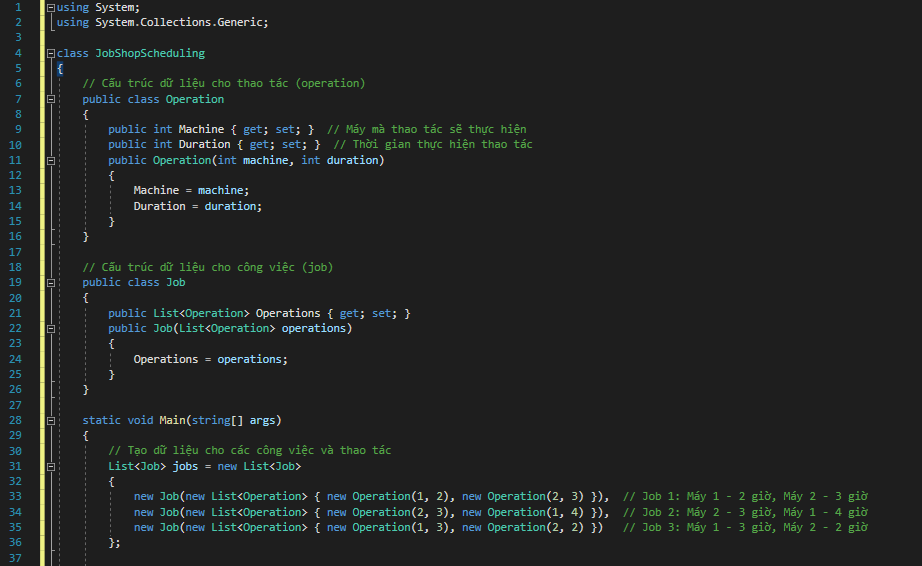 1 using System;
2 using System.Collections.Generic;
3
4 class JobShopScheduling
5 {
6 // Cấu trúc dữ liệu cho thao tác (operation)
7 public class Operation
8 {
9 public int Machine { get; set; } // Máy mà thao tác sẽ thực hiện
10 public int Duration { get; set; } // Thời gian thực hiện thao tác
11 public Operation(int machine, int duration)
12 {
13 Machine = machine;
14 Duration = duration;
15 }
16 }
17
18 // Cấu trúc dữ liệu cho công việc (job)
19 public class Job
20 {
21 public List<Operation> Operations { get; set; }
22 public Job(List<Operation> operations)
23 {
24 Operations = operations;
25 }
26 }
27
28 static void Main(string[] args)
29 {
30 // Tạo dữ liệu cho các công việc và thao tác
31 List<Job> jobs = new List<Job>
32 {
33 new Job(new List<Operation> { new Operation(1, 2), new Operation(2, 3) }), // Job 1: Máy 1 - 2 giờ, Máy 2 - 3 giờ
34 new Job(new List<Operation> { new Operation(2, 3), new Operation(1, 4) }), // Job 2: Máy 2 - 3 giờ, Máy 1 - 4 giờ
35 new Job(new List<Operation> { new Operation(1, 3), new Operation(2, 2) }) // Job 3: Máy 1 - 3 giờ, Máy 2 - 2 giờ
36 };
37